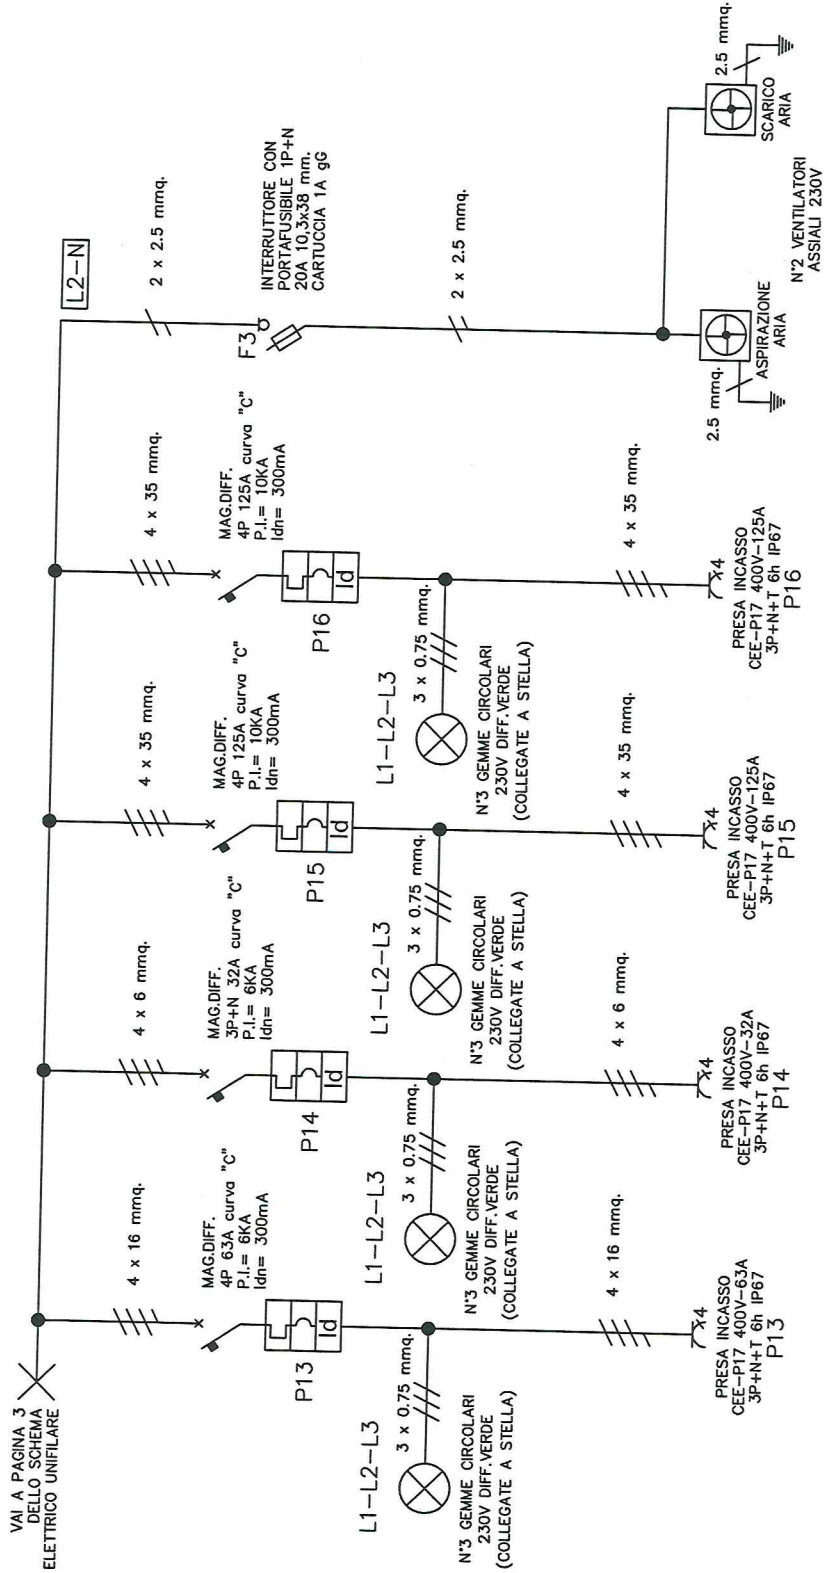 VAI A PAGINA 3
DELLO SCHEMA
ELETTRICO UNIFILARE
4 x 16 mmq.
MAG.DIFF.
4P 63A curva "C"
P.I.= 6KA
Idn= 300mA
Id
P13
L1-L2-L3
3 x 0.75 mmq.
N°3 GEMME CIRCOLARI
230V DIFF.VERDE
(COLLEGATE A STELLA)
4 x 16 mmq.
x4
PRESA INCASSO
CEE-P17 400V-63A
3P+N+T 6h IP67
P13
4 x 6 mmq.
MAG.DIFF.
3P+N 32A curva "C"
P.I.= 6KA
Idn= 300mA
Id
P14
L1-L2-L3
3 x 0.75 mmq.
N°3 GEMME CIRCOLARI
230V DIFF.VERDE
(COLLEGATE A STELLA)
4 x 6 mmq.
x4
PRESA INCASSO
CEE-P17 400V-32A
3P+N+T 6h IP67
P14
4 x 35 mmq.
MAG.DIFF.
4P 125A curva "C"
P.I.= 10KA
Idn= 300mA
Id
P15
L1-L2-L3
3 x 0.75 mmq.
N°3 GEMME CIRCOLARI
230V DIFF.VERDE
(COLLEGATE A STELLA)
4 x 35 mmq.
x4
PRESA INCASSO
CEE-P17 400V-125A
3P+N+T 6h IP67
P15
4 x 35 mmq.
MAG.DIFF.
4P 125A curva "C"
P.I.= 10KA
Idn= 300mA
Id
P16
L1-L2-L3
3 x 0.75 mmq.
N°3 GEMME CIRCOLARI
230V DIFF.VERDE
(COLLEGATE A STELLA)
4 x 35 mmq.
x4
PRESA INCASSO
CEE-P17 400V-125A
3P+N+T 6h IP67
P16
L2-N
2 x 2.5 mmq.
F3
INTERRUTTORE CON
PORTAFUSIBILE 1P+N
20A 10,3x38 mm.
CARTUCCIA 1A gG
2 x 2.5 mmq.
2.5 mmq.
ASPIRAZIONE
ARIA
2.5 mmq.
SCARICO
ARIA
N°2 VENTILATORI
ASSIALI 230V